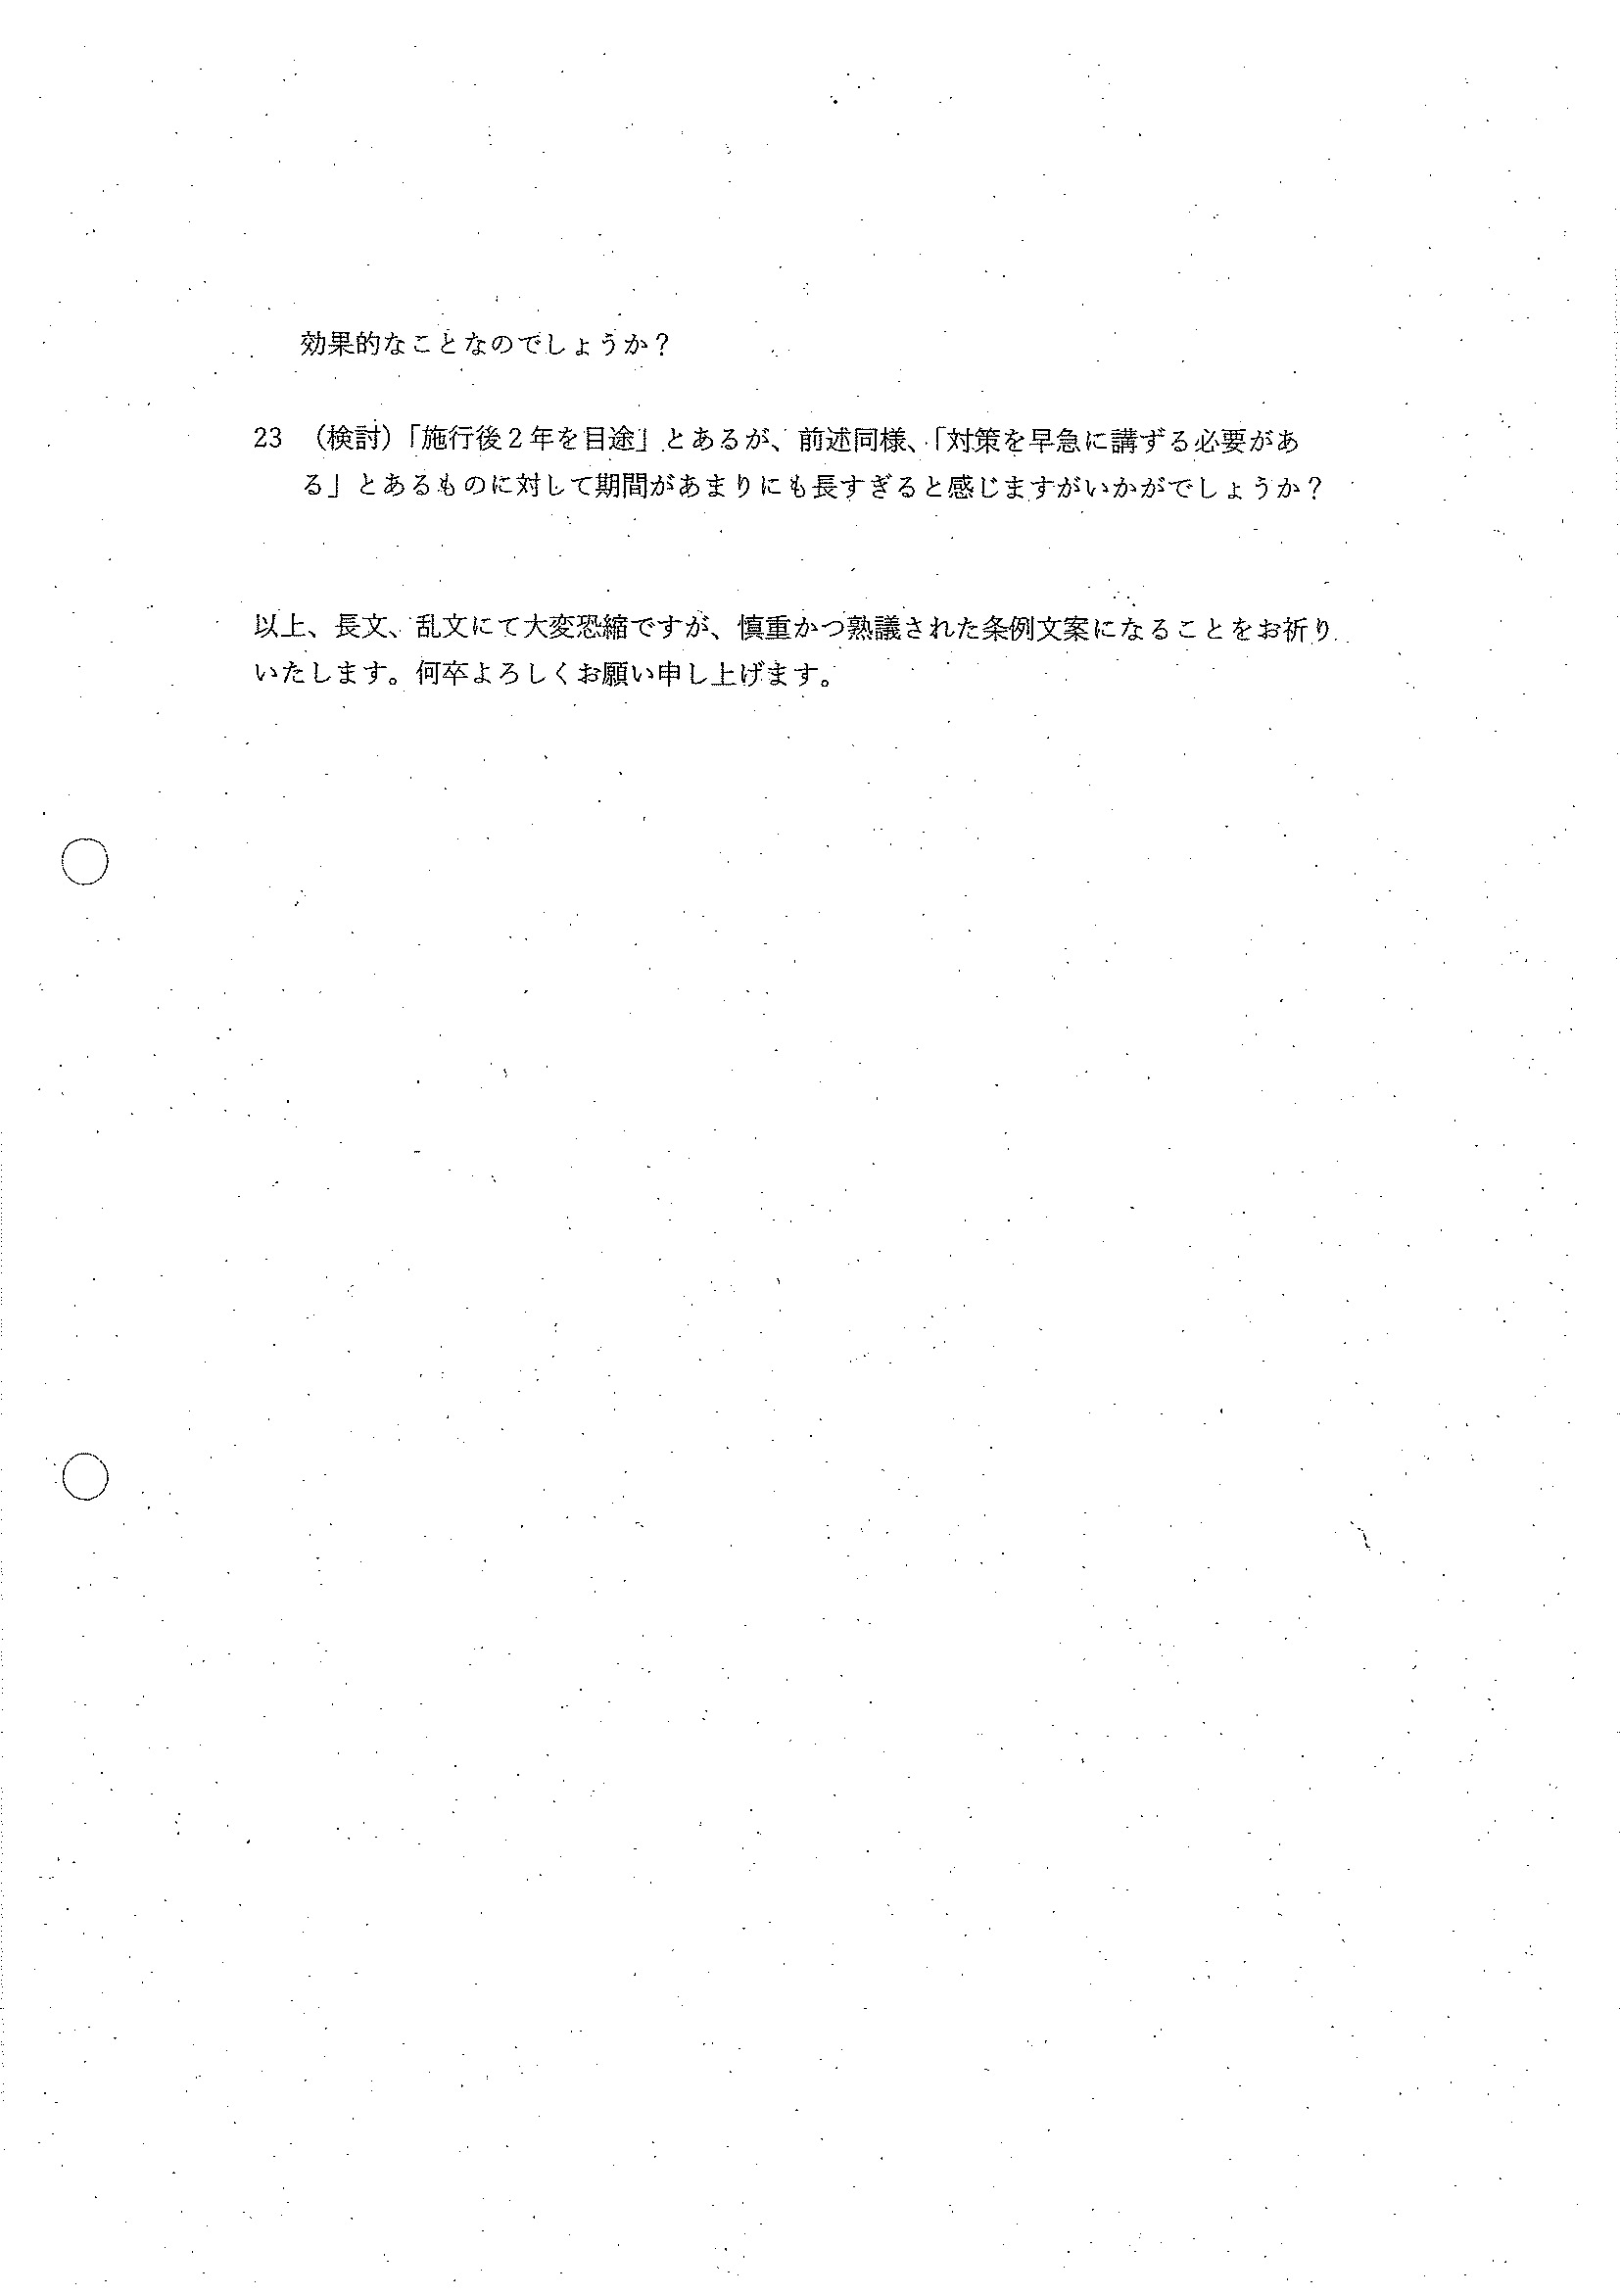 効果的なことなのでしょうか？
23　（検討）「施行後２年を目途」とあるが、前述同様、「対策を早急に講ずる必要があ
る」とあるものに対して期間があまりにも長すぎると感じますがいかがでしょうか？
以上、長文、乱文にて大変恐縮ですが、慎重かつ熟議された条例文案になることをお祈り
いたします。何卒よろしくお願い申し上げます。